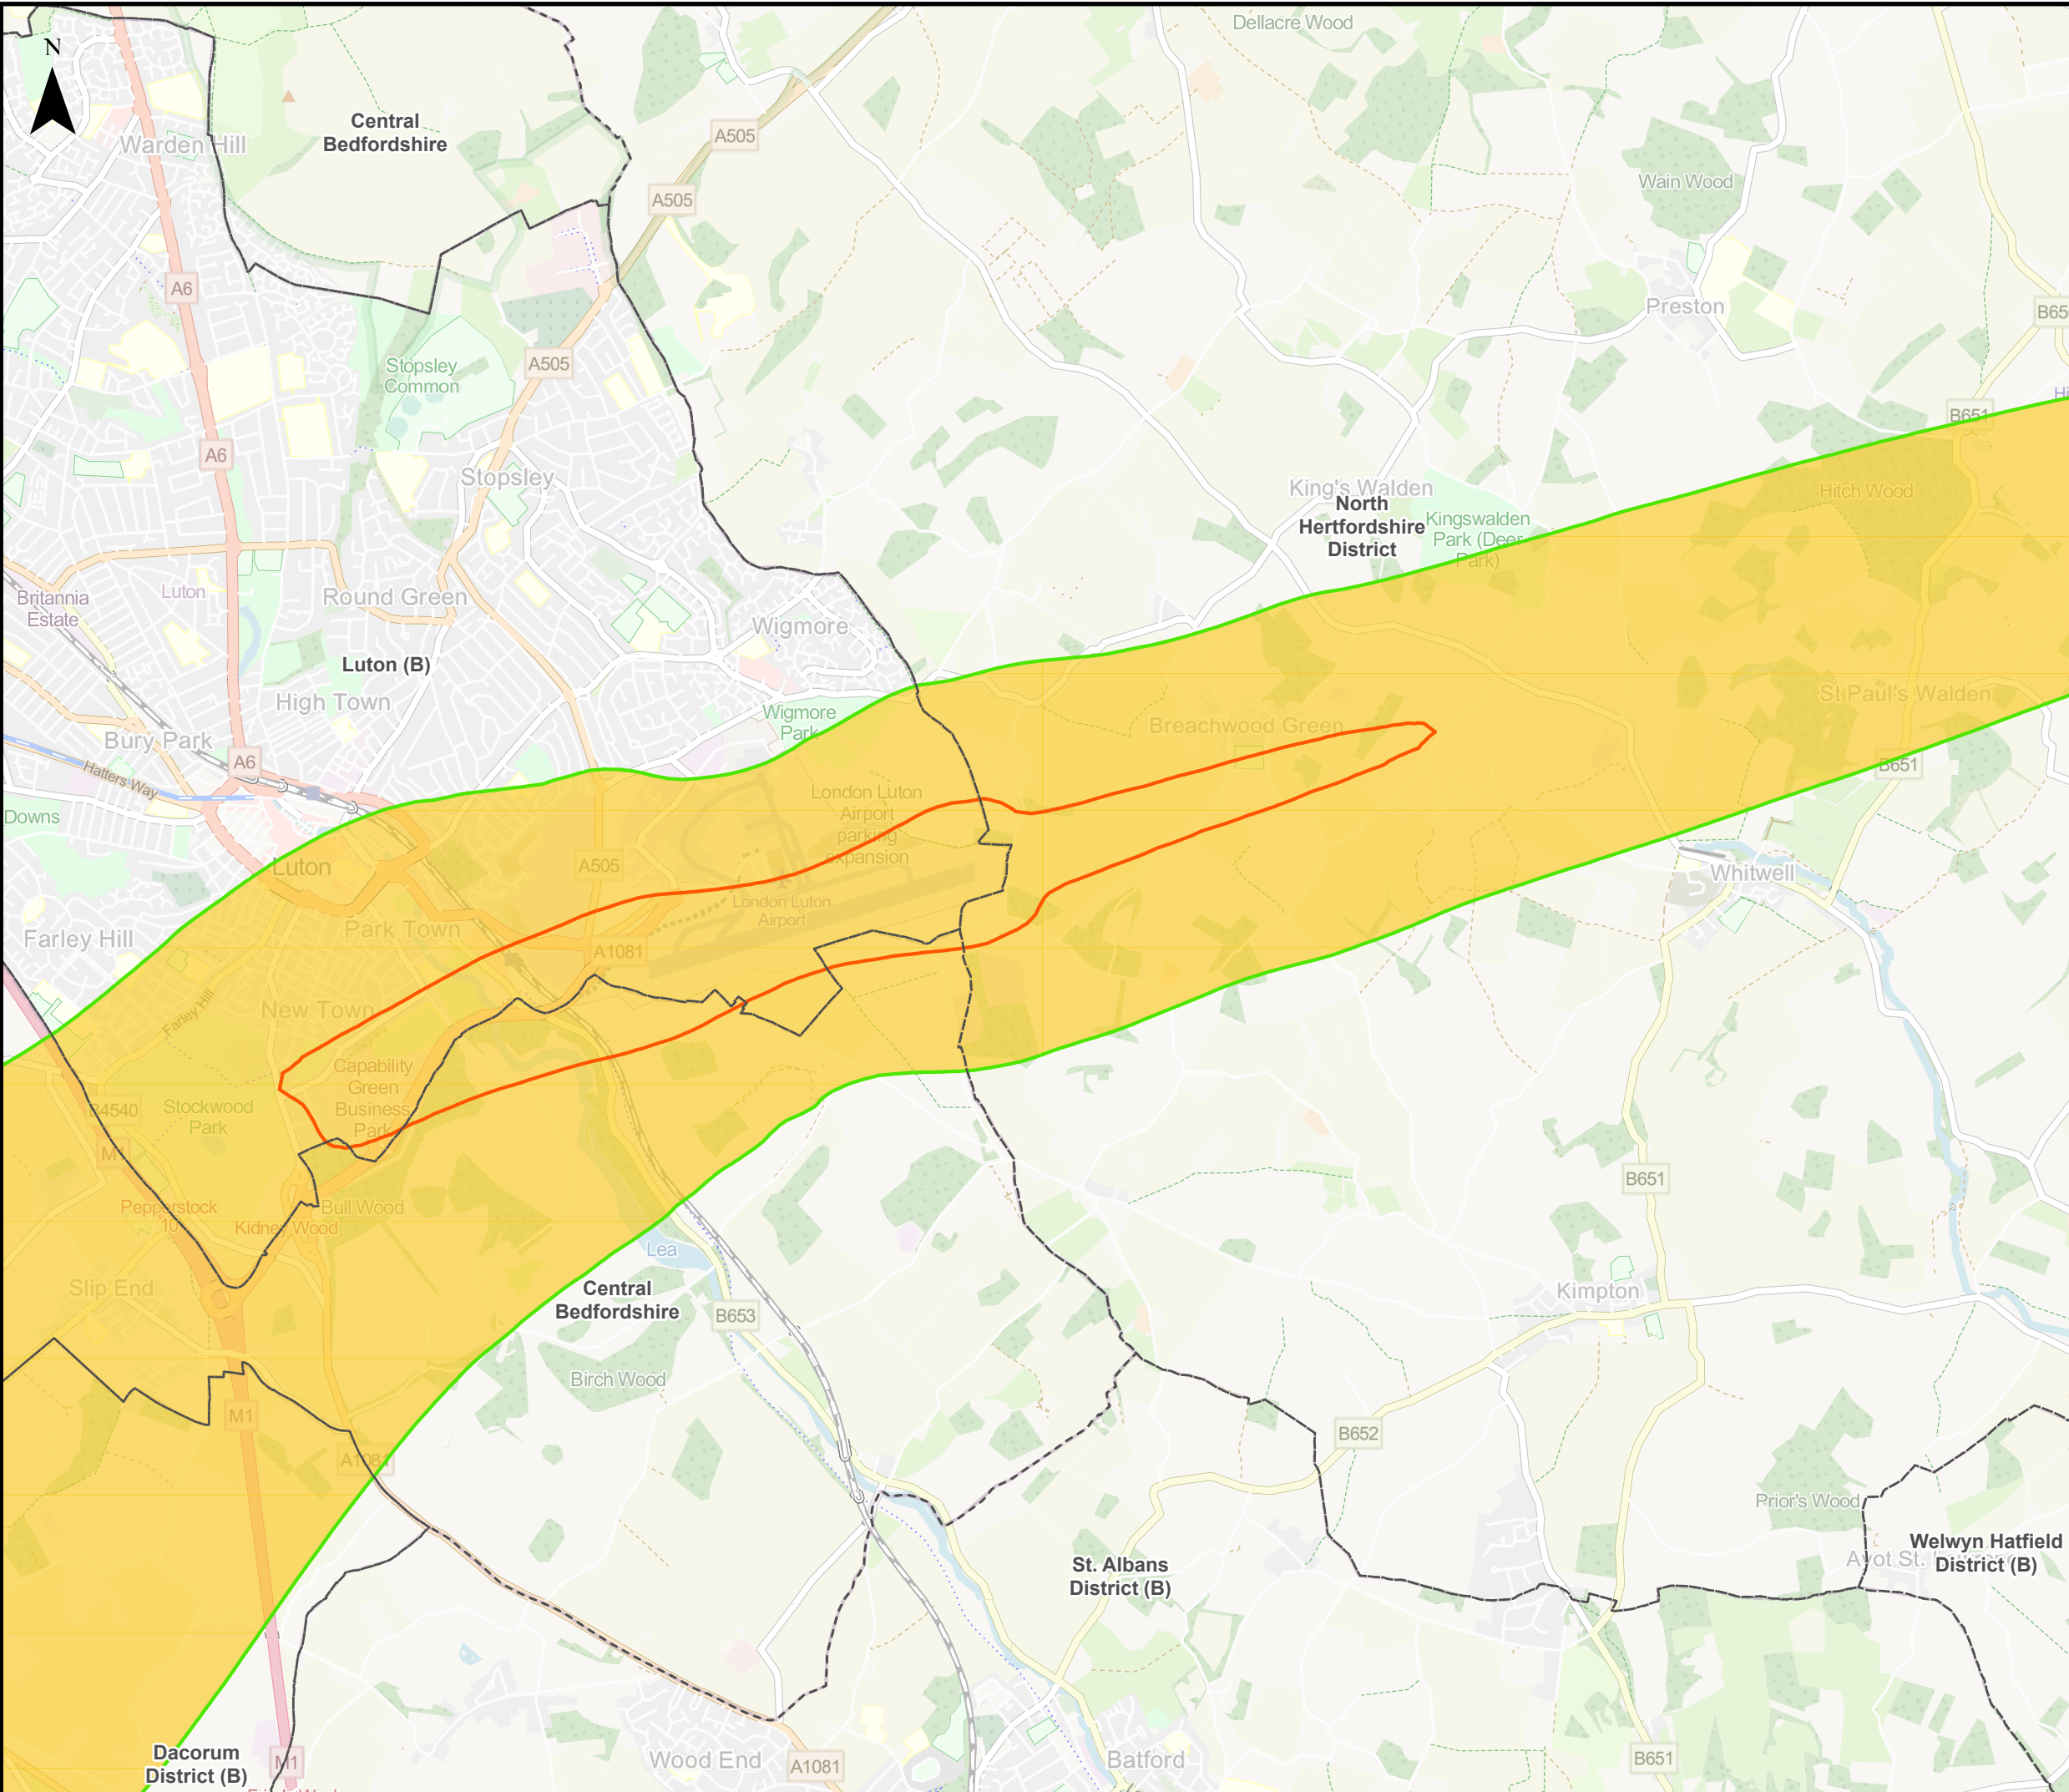 Dellacre Wood
N
Central
Bedfordshire
A505
Warden Hill
Wain Wood
A505
A6
Preston
B65
A505
Stopsley
Common
B651
A6
Stopsley
King's Walden
North
Hertfordshire
District
Kingswalden
Park (Deer
Park)
Hitch Wood
Britannia
Estate
Luton
Round Green
Wigmore
Luton (B)
High Town
St Paul's Walden
Wigmore
Park
Breachwood Green
Bury Park
A6
Hatters Way
B651
London Luton
Airport
parking
expansion
Downs
Luton
A505
Whitwell
London Luton
Airport
Farley Hill
Park Town
A1081
Farley Hill
New Town
Capability
Green
Business
Park
B4540
Stockwood
Park
M1
B651
Pepperstock
10
Kidney Wood
Bull Wood
Lea
Slip End
Central
Bedfordshire
B653
Kimpton
Birch Wood
M1
A1081
B652
Prior's Wood
Welwyn Hatfield
District (B)
Ayot St.
St. Albans
District (B)
Dacorum
District (B)
M1
Wood End
A1081
Batford
B651